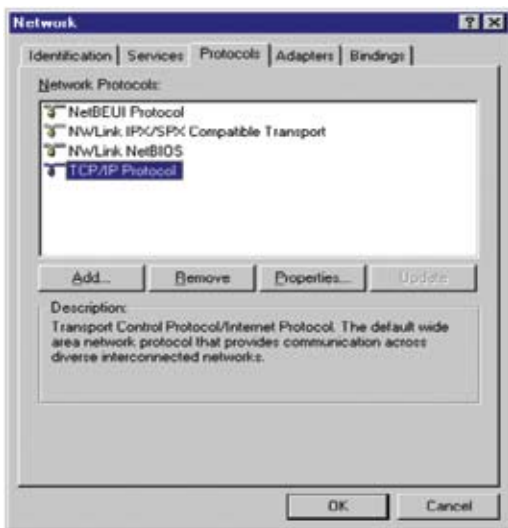 Network
Identification Services Protocols Adapters Bindings
Network Protocols:
NetBEUI Protocol
NWLink IPX/SPX Compatible Transport
NWLink NetBIOS
TCP/IP Protocol
Add... Remove Properties... Update
Description:
Transport Control Protocol/Internet Protocol. The default wide
area network protocol that provides communication across
diverse interconnected networks.
OK Cancel